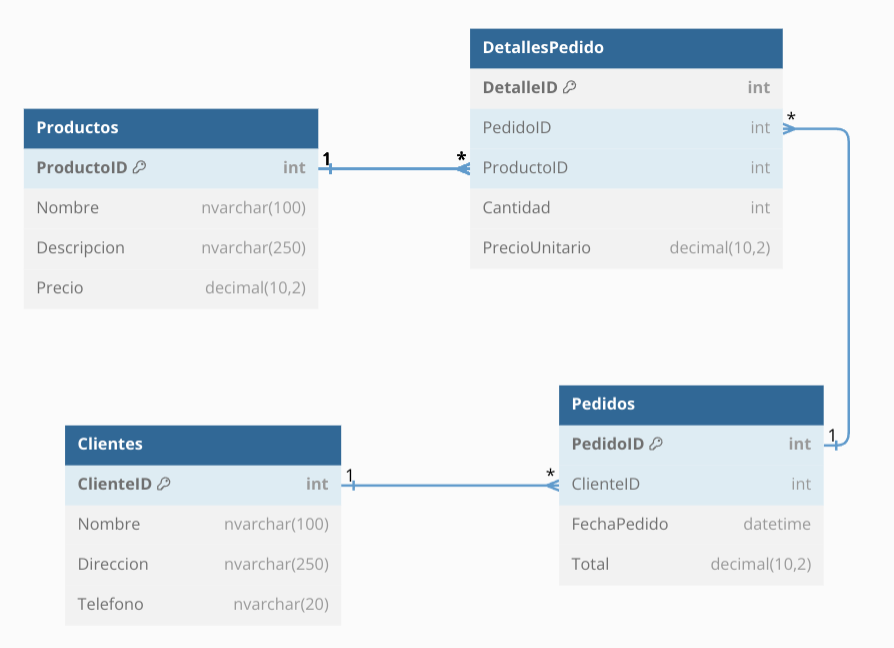 DetallesPedido
DetalleID int
PedidoID int
ProductoID int
Cantidad int
PrecioUnitario decimal(10,2)
*
Productos
ProductoID int
Nombre nvarchar(100)
Descripcion nvarchar(250)
Precio decimal(10,2)
1 *
Pedidos
PedidoID int
ClienteID int
FechaPedido datetime
Total decimal(10,2)
1
Clientes
ClienteID int
Nombre nvarchar(100)
Direccion nvarchar(250)
Telefono nvarchar(20)
1 *